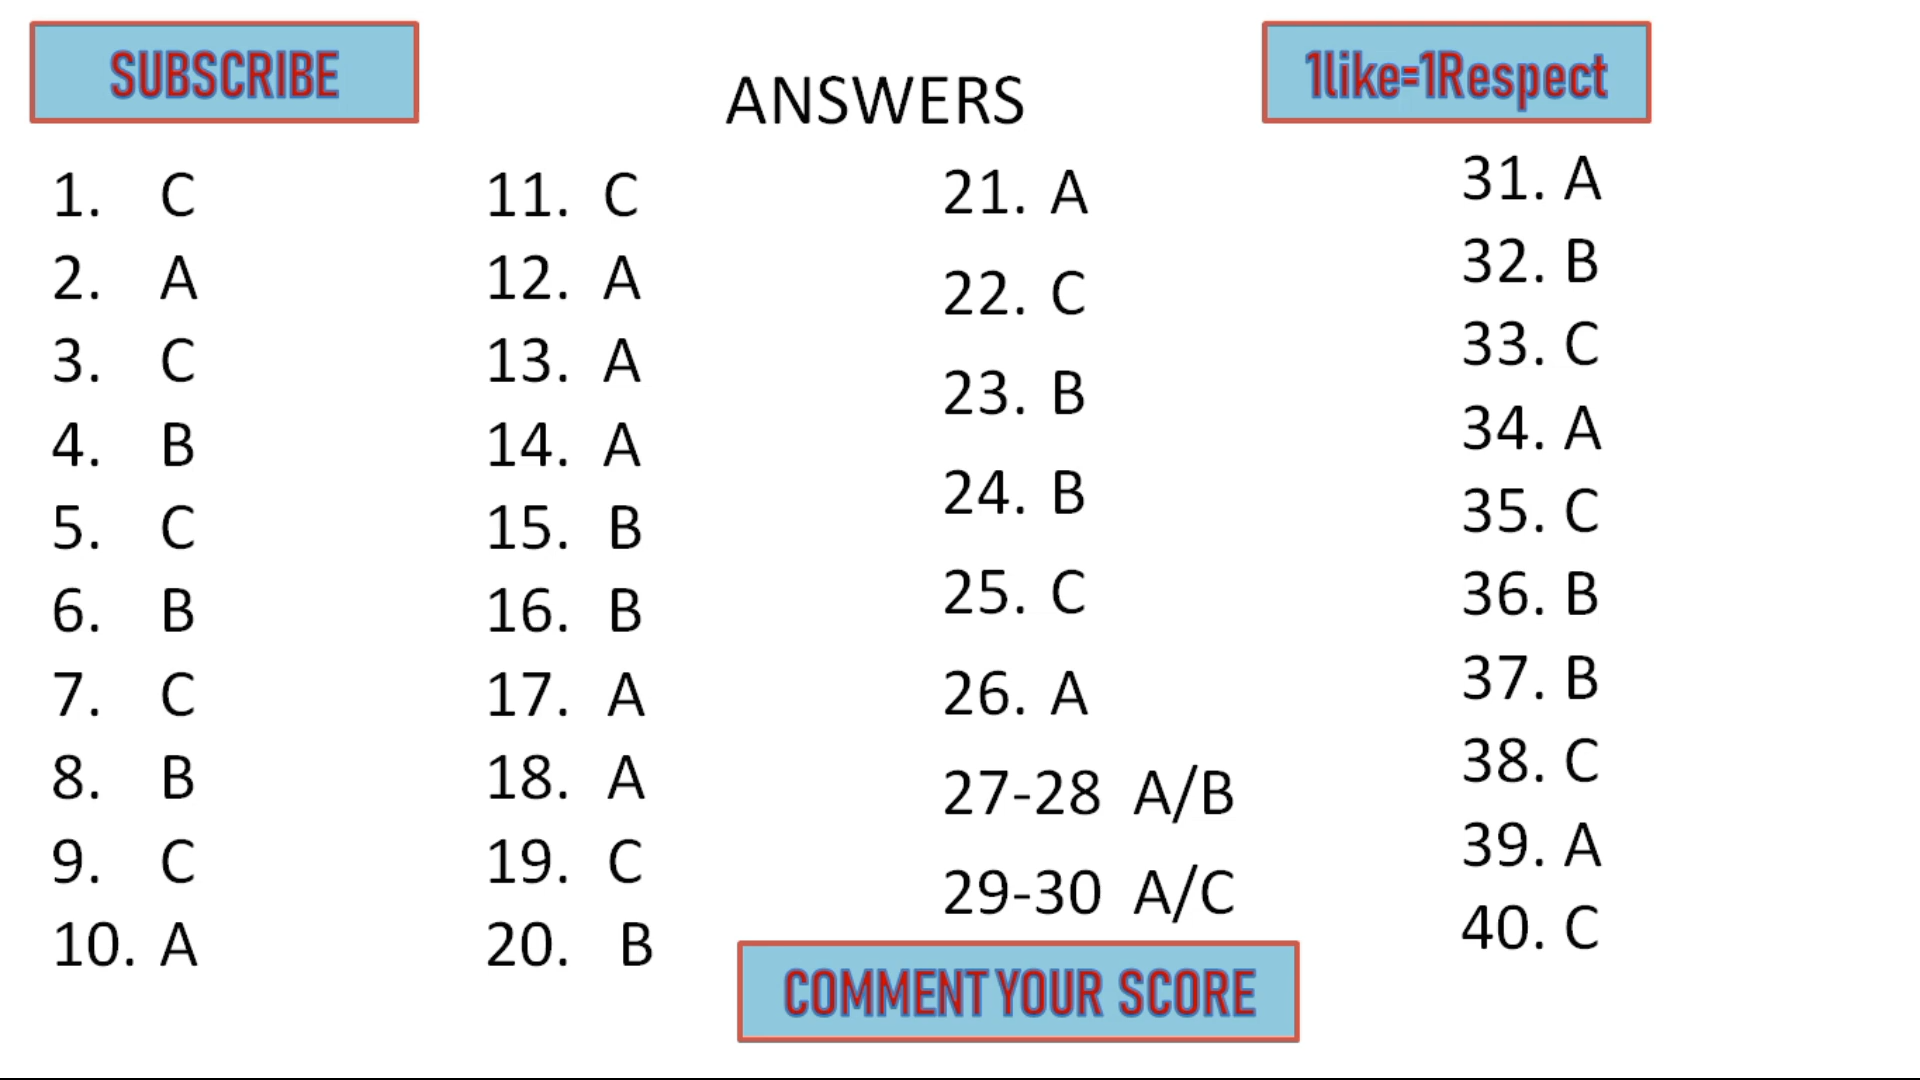 SUBSCRIBE
ANSWERS
1like=1Respect
1. C
2. A
3. C
4. B
5. C
6. B
7. C
8. B
9. C
10. A
11. C
12. A
13. A
14. A
15. B
16. B
17. A
18. A
19. C
20. B
21. A
22. C
23. B
24. B
25. C
26. A
27-28 A/B
29-30 A/C
31. A
32. B
33. C
34. A
35. C
36. B
37. B
38. C
39. A
40. C
COMMENT YOUR SCORE